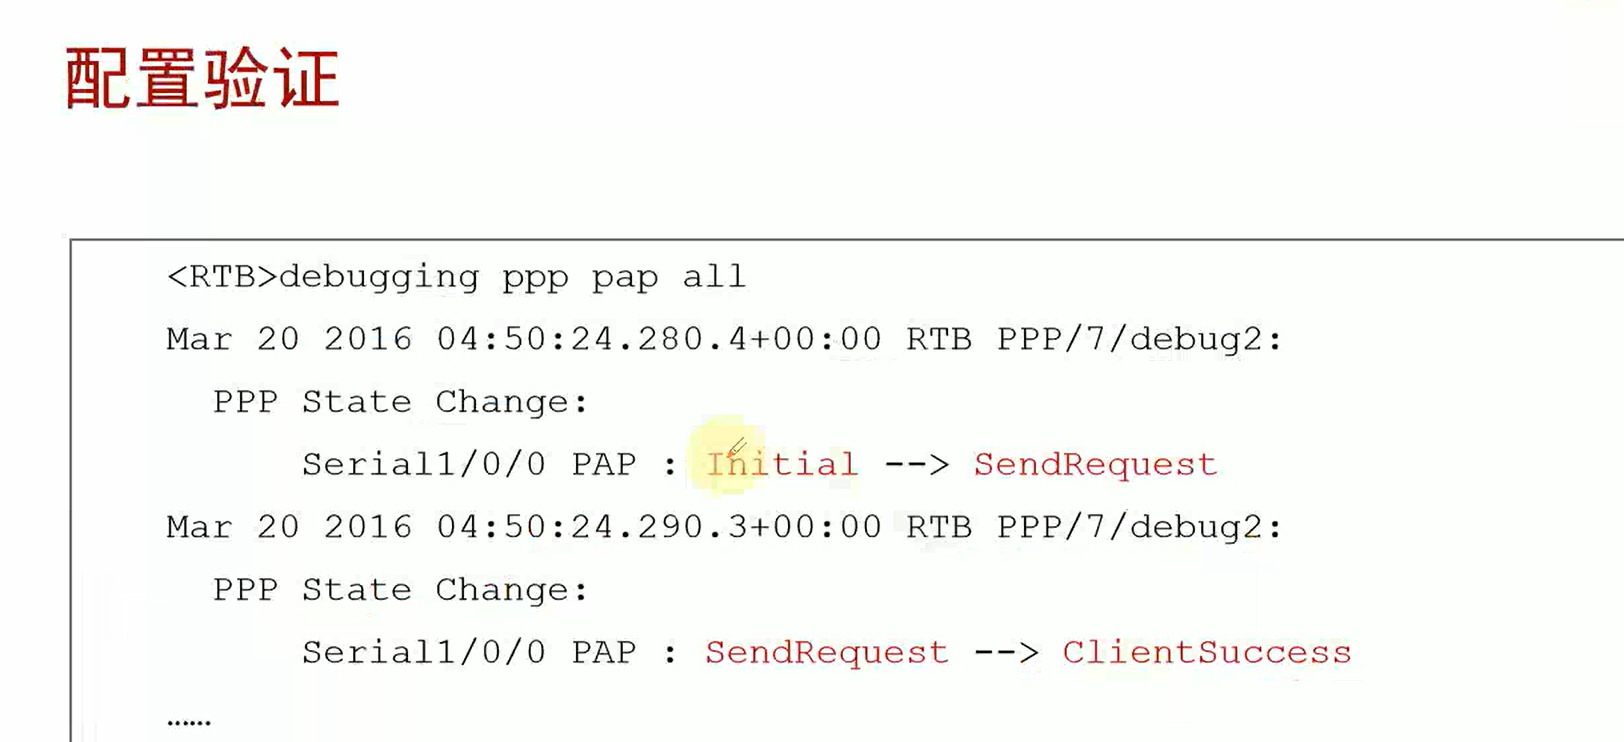 配置验证
<RTB>debugging ppp pap all
Mar 20 2016 04:50:24.280.4+00:00 RTB PPP/7/debug2:
PPP State Change:
Serial1/0/0 PAP : Initial --> SendRequest
Mar 20 2016 04:50:24.290.3+00:00 RTB PPP/7/debug2:
PPP State Change:
Serial1/0/0 PAP : SendRequest --> ClientSuccess
……